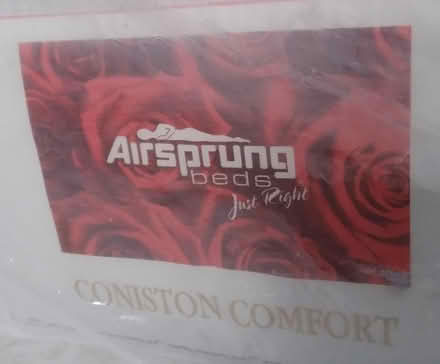 Airsprung
beds
Just Right
CONISTON COMFORT